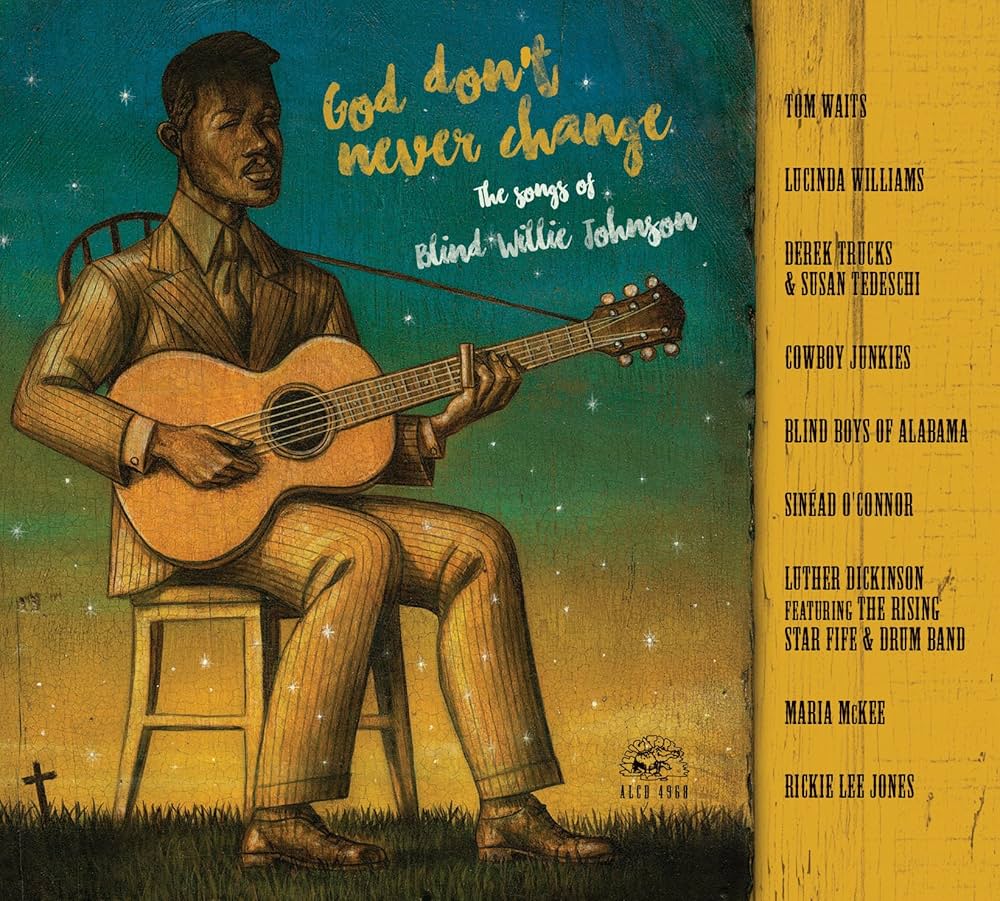 God don't
never change
The songs of
Blind Willie Johnson
TOM WAITS
LUCINDA WILLIAMS
DEREK TRUCKS
& SUSAN TEDESCHI
COWBOY JUNKIES
BLIND BOYS OF ALABAMA
SINÉAD O'CONNOR
LUTHER DICKINSON
FEATURING THE RISING
STAR FIFE & DRUM BAND
MARIA McKEE
RICKIE LEE JONES
ALLIGATOR
ALCD 4968